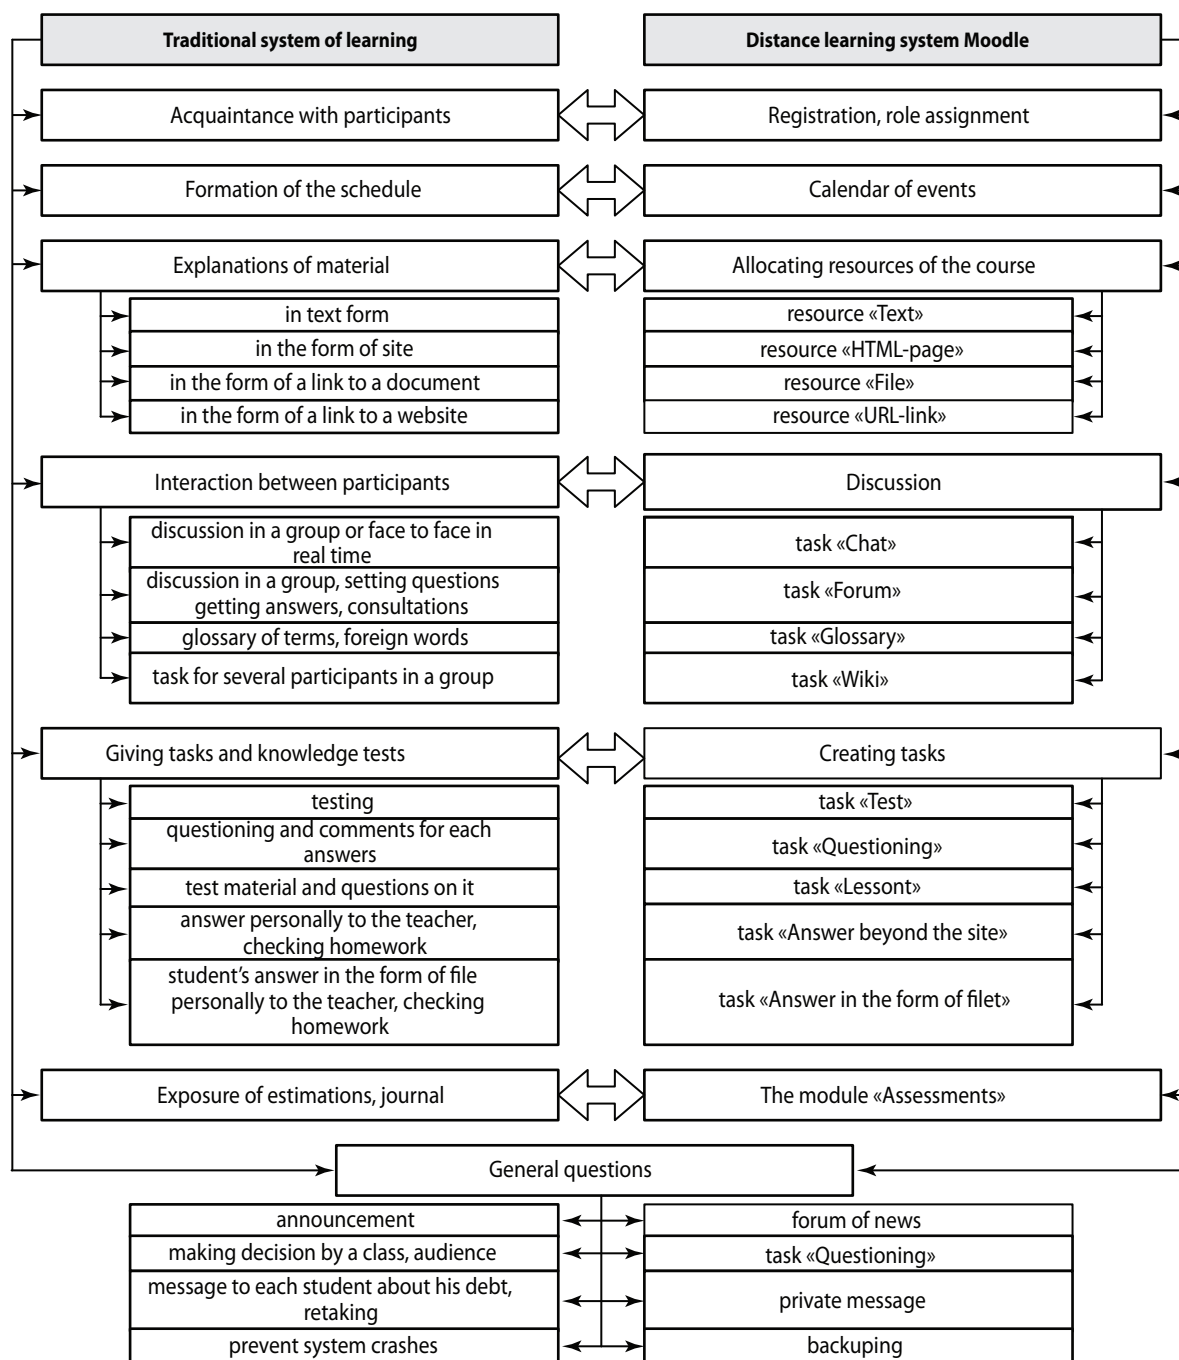 Traditional system of learning
Distance learning system Moodle
Acquaintance with participants
Registration, role assignment
Formation of the schedule
Calendar of events
Explanations of material
Allocating resources of the course
in text form
resource «Text»
in the form of site
resource «HTML-page»
in the form of a link to a document
resource «File»
in the form of a link to a website
resource «URL-link»
Interaction between participants
Discussion
discussion in a group or face to face in
real time
task «Chat»
discussion in a group, setting questions
getting answers, consultations
task «Forum»
glossary of terms, foreign words
task «Glossary»
task for several participants in a group
task «Wiki»
Giving tasks and knowledge tests
Creating tasks
testing
task «Test»
questioning and comments for each
answers
task «Questioning»
test material and questions on it
task «Lessont»
answer personally to the teacher,
checking homework
task «Answer beyond the site»
student's answer in the form of file
personally to the teacher, checking
homework
task «Answer in the form of filet»
Exposure of estimations, journal
The module «Assessments»
General questions
announcement
forum of news
making decision by a class, audience
task «Questioning»
message to each student about his debt,
retaking
private message
prevent system crashes
backuping